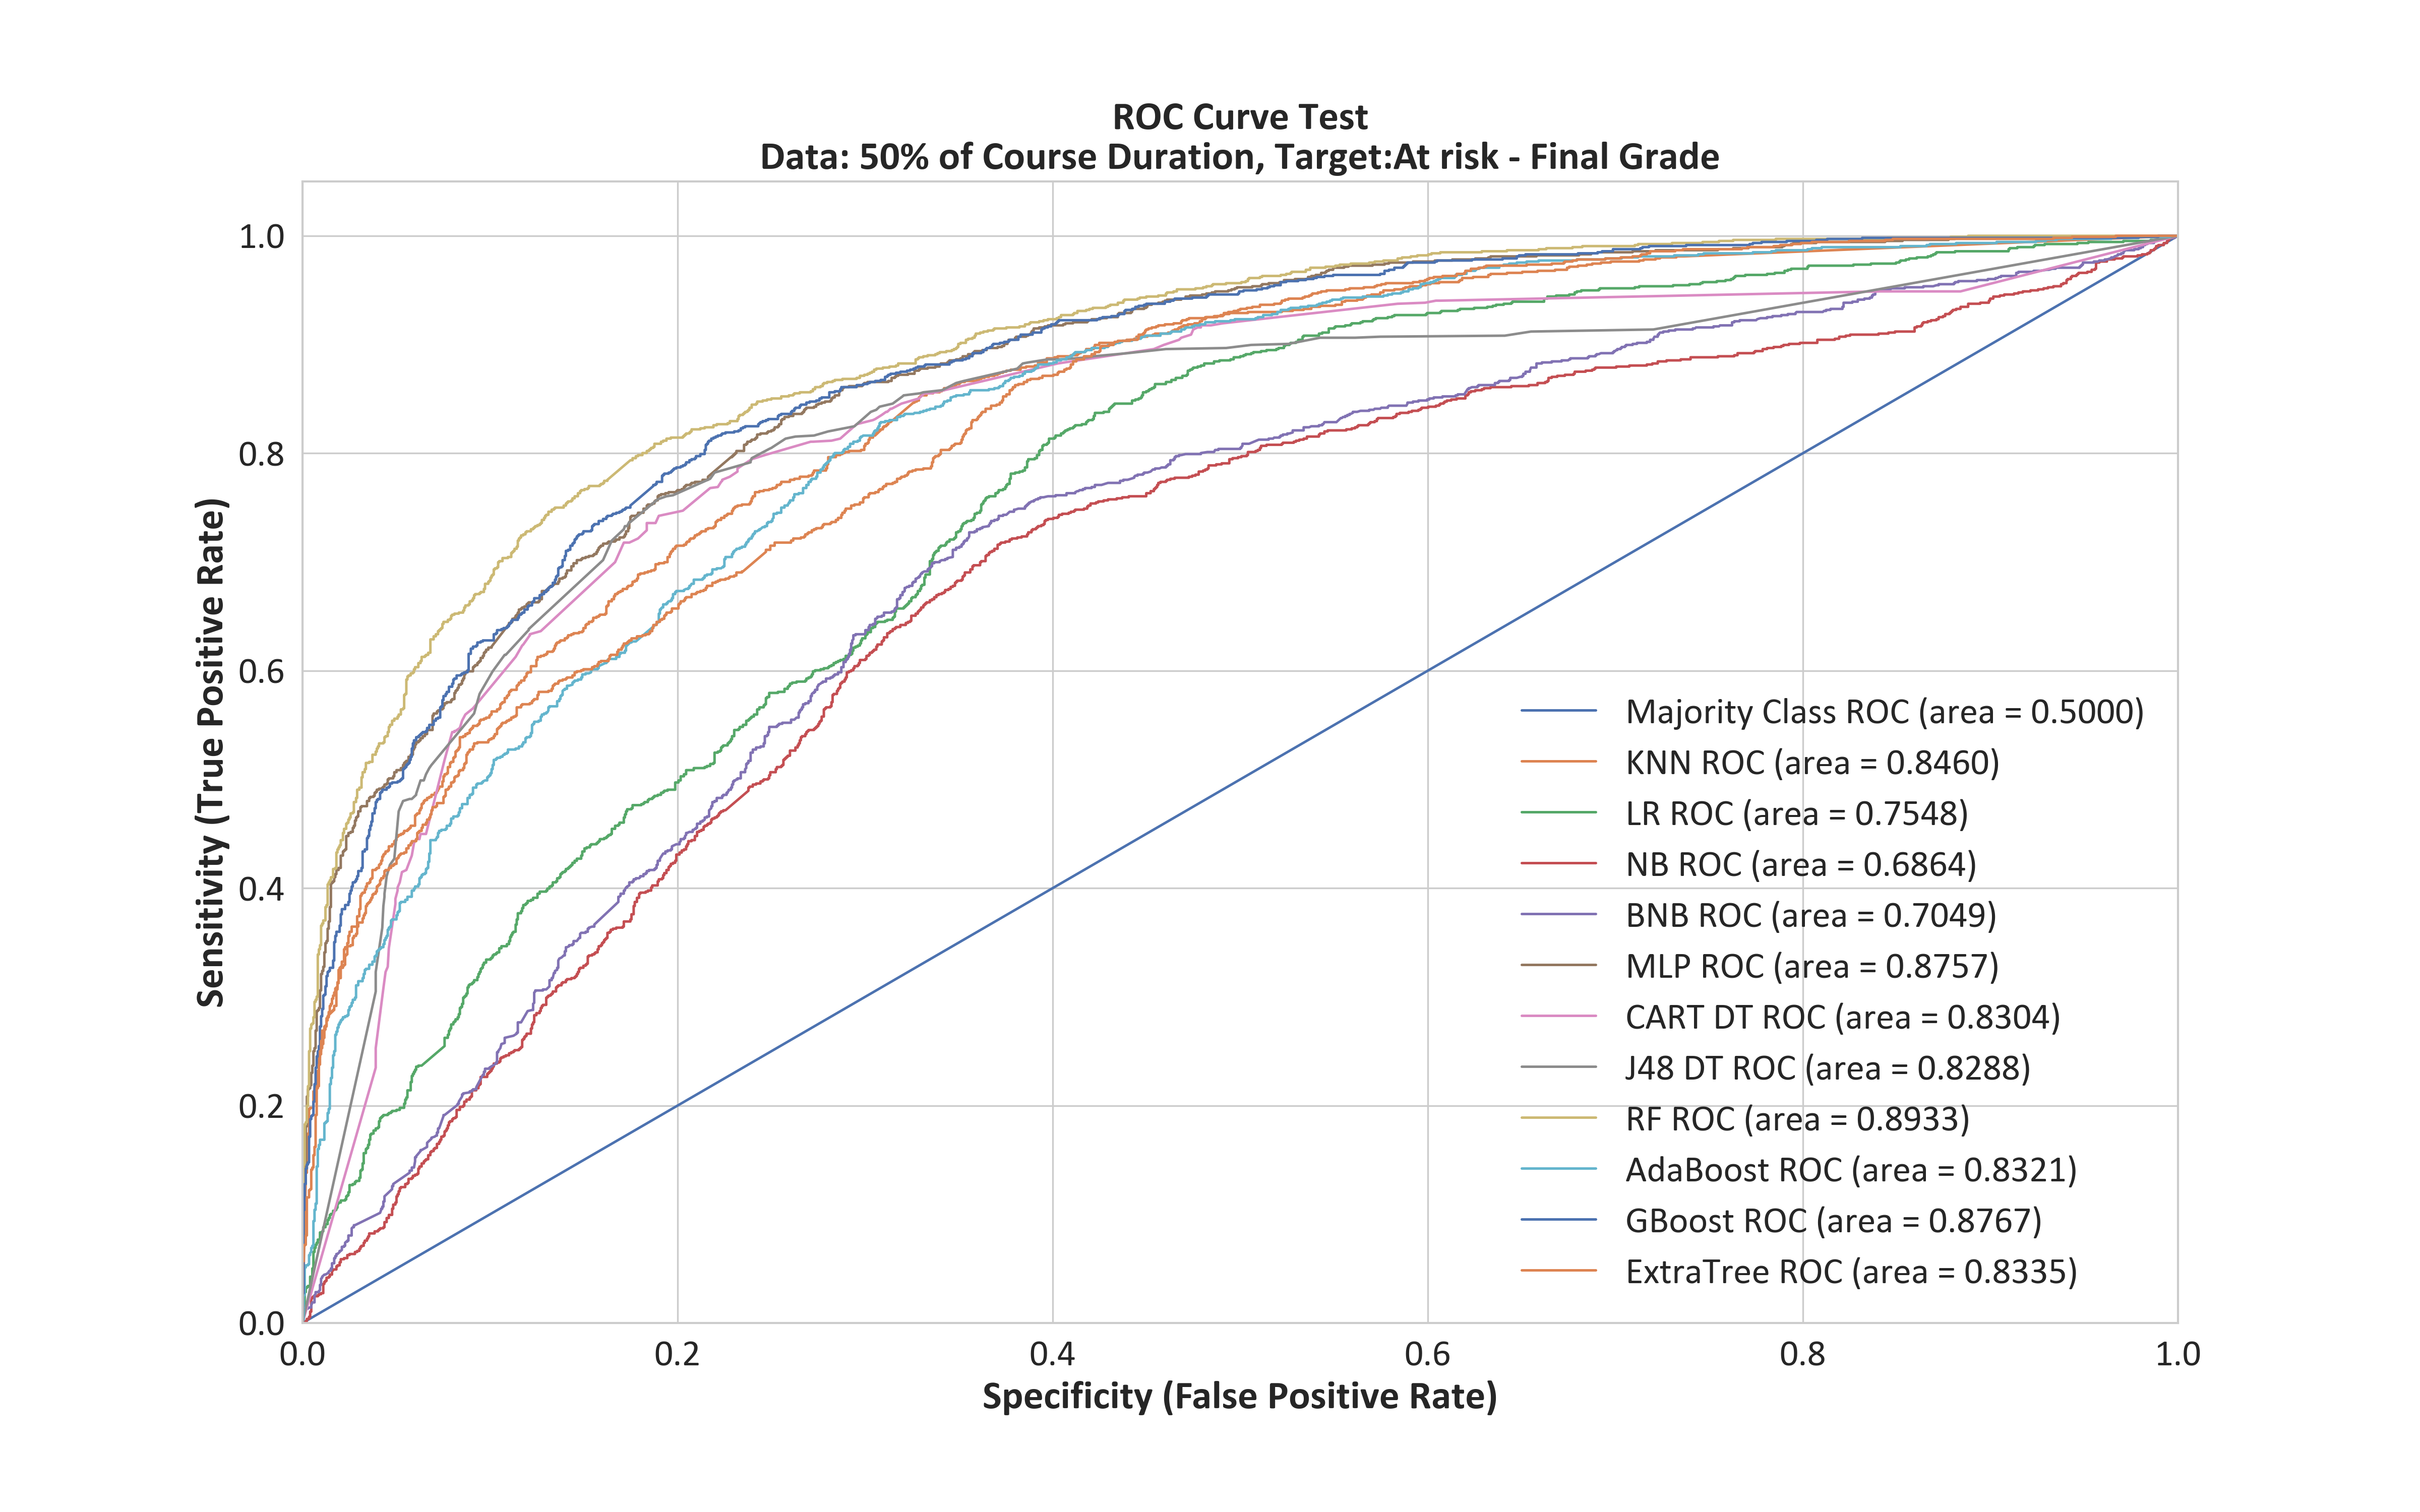 ROC Curve Test
Data: 50% of Course Duration, Target:At risk - Final Grade
Sensitivity (True Positive Rate)
1.0
0.8
0.6
0.4
0.2
0.0
Majority Class ROC (area = 0.5000)
KNN ROC (area = 0.8460)
LR ROC (area = 0.7548)
NB ROC (area = 0.6864)
BNB ROC (area = 0.7049)
MLP ROC (area = 0.8757)
CART DT ROC (area = 0.8304)
J48 DT ROC (area = 0.8288)
RF ROC (area = 0.8933)
AdaBoost ROC (area = 0.8321)
GBoost ROC (area = 0.8767)
ExtraTree ROC (area = 0.8335)
0.0 0.2 0.4 0.6 0.8 1.0
Specificity (False Positive Rate)